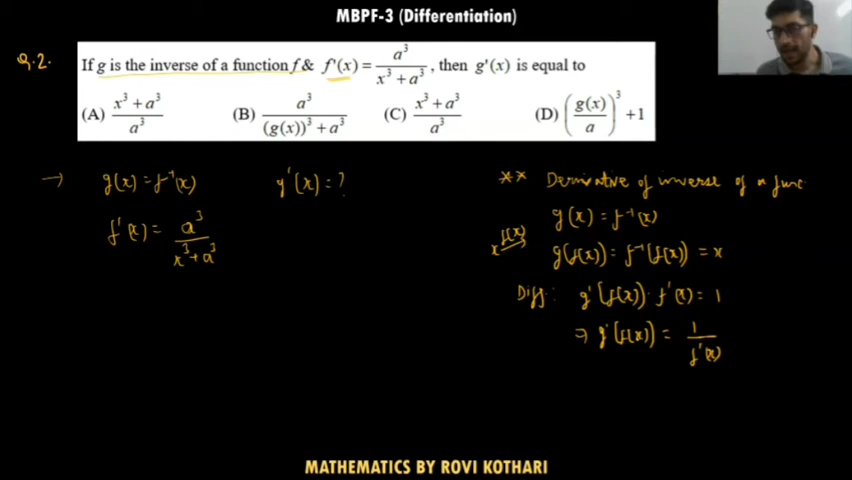 MBPF-3 (Differentiation)
Q.2. If g is the inverse of a function f & f'(x) = a³/(x³ + a³), then g'(x) is equal to
(A) (x³ + a³)/a³ (B) a³/((g(x))³ + a³) (C) (x³ + a³)/a³ (D) (g(x)/a)³ + 1
→ g(x) = f⁻¹(x) g'(x) = ?
f'(x) = a³/(x³ + a³)
** Derivative of inverse of a func
g(x) = f⁻¹(x)
x → f(x)
g(f(x)) = f⁻¹(f(x)) = x
Diff: g'(f(x)) · f'(x) = 1
⇒ g'(f(x)) = 1/f'(x)
MATHEMATICS BY ROVI KOTHARI